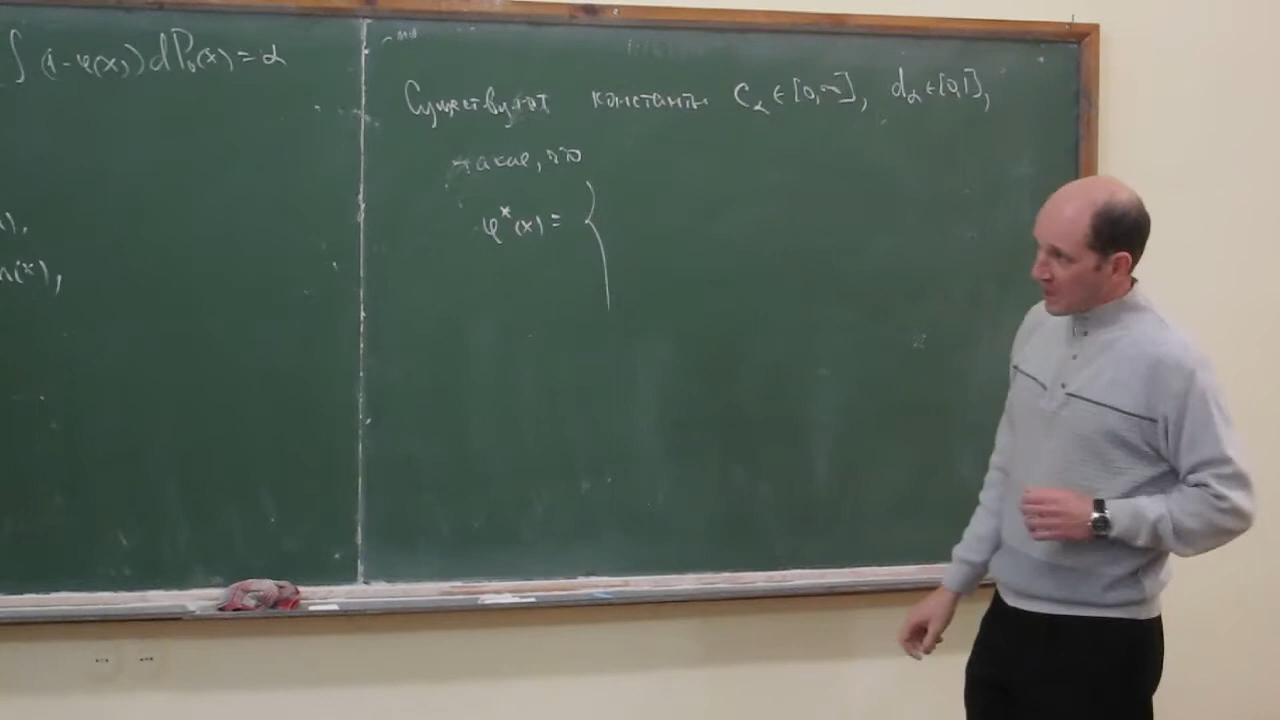 ∫ (1-φ(x)) dP₀(x) = α
),
(x),
Существуют константы C_α ∈ [0,∞], d_α ∈ [0,1],
такие, что
φ*(x) = {